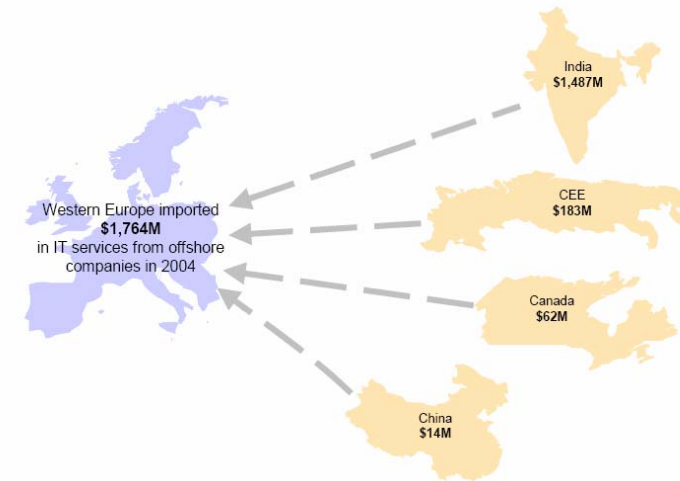 India
$1,487M
Western Europe imported
$1,764M
in IT services from offshore
companies in 2004
CEE
$183M
Canada
$62M
China
$14M